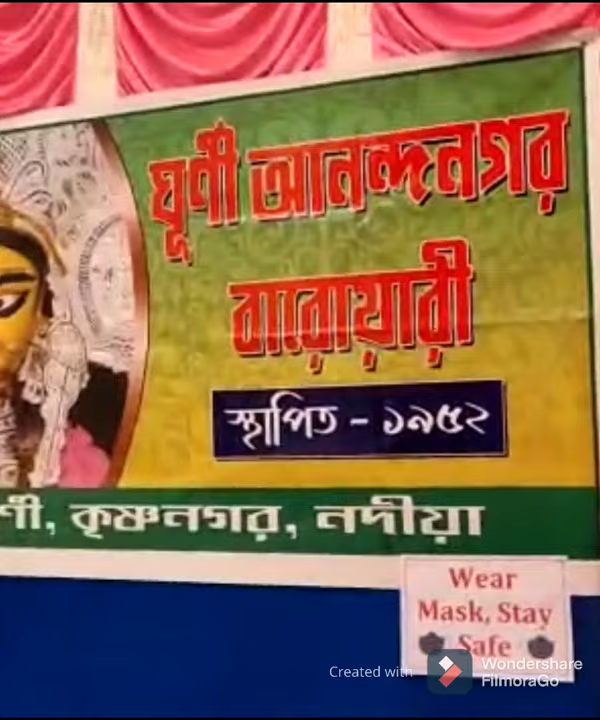 ঘূর্ণী আনন্দনগর
বারোয়ারী
স্থাপিত - ১৯৫২
র্ণী, কৃষ্ণনগর, নদীয়া
Wear
Mask, Stay
Safe
Created with
Wondershare
FilmoraGo